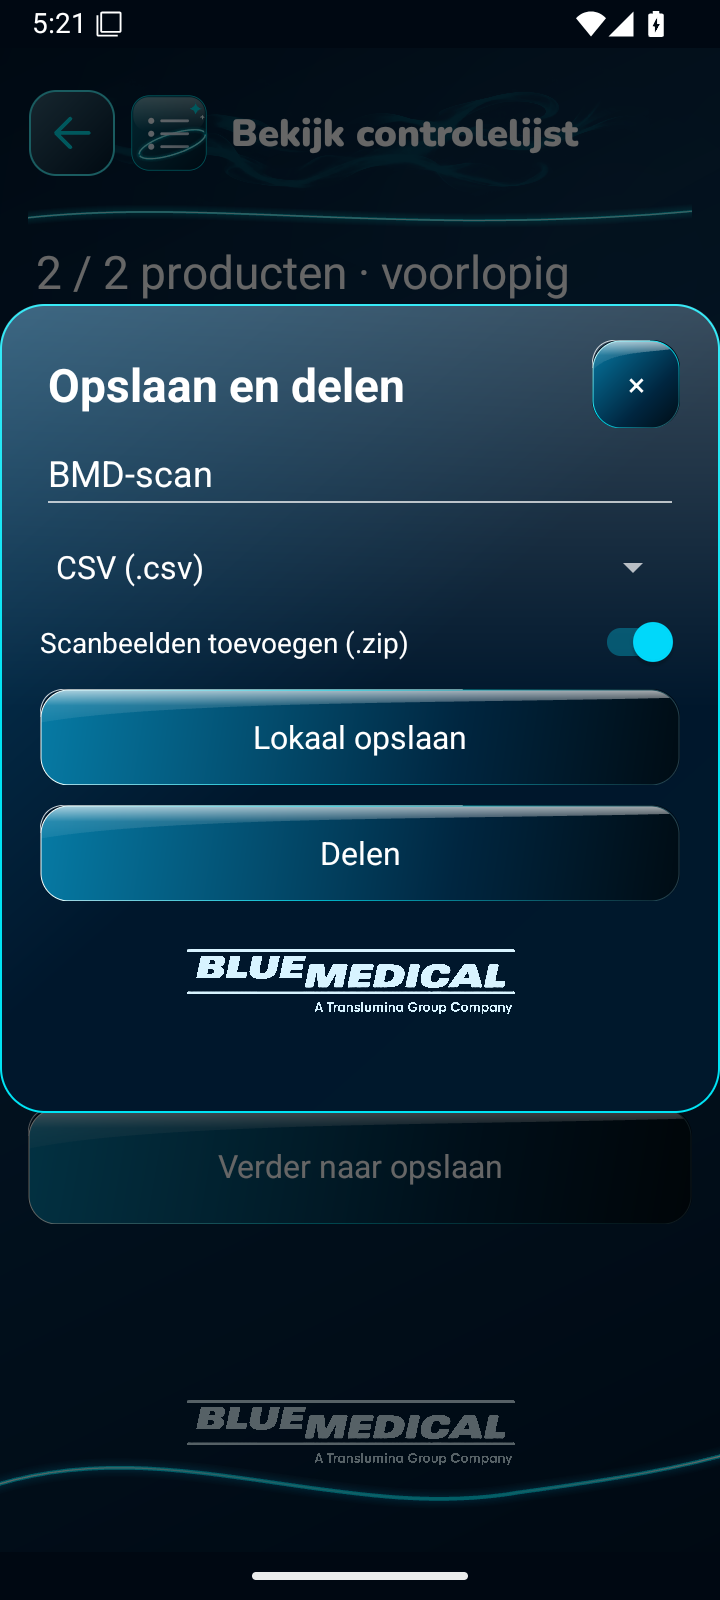 5:21
Bekijk controlelijst
2 / 2 producten · voorlopig
Opslaan en delen
×
BMD-scan
CSV (.csv)
Scanbeelden toevoegen (.zip)
Lokaal opslaan
Delen
BLUEMEDICAL
A Translumina Group Company
Verder naar opslaan
BLUEMEDICAL
A Translumina Group Company